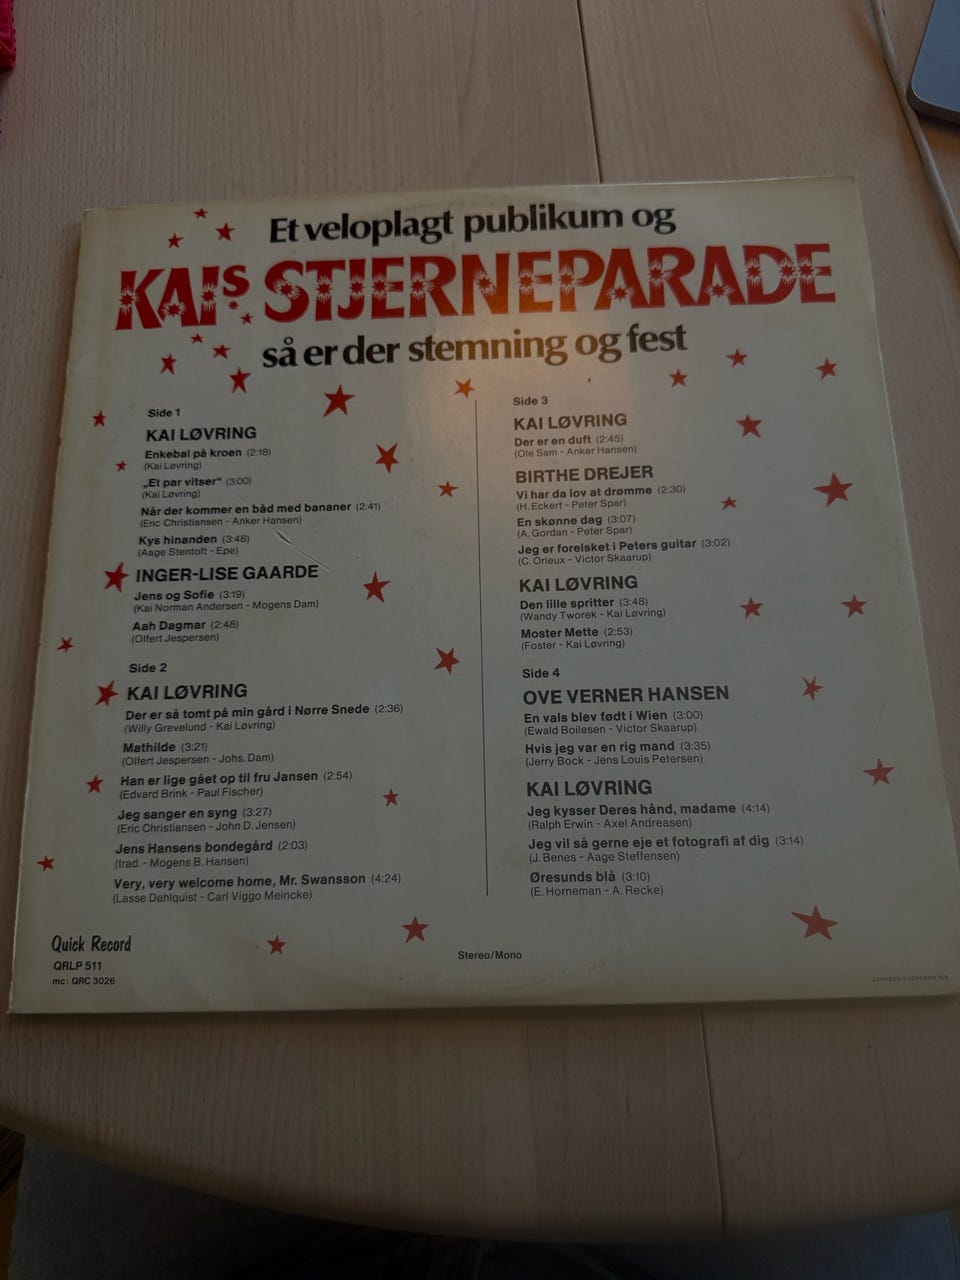 Et veloplagt publikum og
KAIs STJERNEPARADE
så er der stemning og fest
Side 1
KAI LØVRING
Enkebal på kroen (2:18)
(Kai Løvring)
„Et par vitser“ (3:00)
(Kai Løvring)
Når der kommer en båd med bananer (2:41)
(Eric Christiansen - Anker Hansen)
Kys hinanden (3:48)
(Aage Stentoft - Epe)
INGER-LISE GAARDE
Jens og Sofie (3:19)
(Kai Norman Andersen - Mogens Dam)
Aah Dagmar (2:48)
(Olfert Jespersen)
Side 2
KAI LØVRING
Der er så tomt på min gård i Nørre Snede (2:36)
(Willy Grevelund - Kai Løvring)
Mathilde (3:21)
(Olfert Jespersen - Johs. Dam)
Han er lige gået op til fru Jansen (2:54)
(Edvard Brink - Paul Fischer)
Jeg sanger en syng (3:27)
(Eric Christiansen - John D. Jensen)
Jens Hansens bondegård (2:03)
(trad. - Mogens B. Hansen)
Very, very welcome home, Mr. Swansson (4:24)
(Lasse Dahlquist - Carl Viggo Meincke)
Side 3
KAI LØVRING
Der er en duft (2:45)
(Ole Sam - Anker Hansen)
BIRTHE DREJER
Vi har da lov at drømme (2:30)
(H. Eckert - Peter Spar)
En skønne dag (3:07)
(A. Gordan - Peter Spar)
Jeg er forelsket i Peters guitar (3:02)
(C. Orieux - Victor Skaarup)
KAI LØVRING
Den lille spritter (3:48)
(Wandy Tworek - Kai Løvring)
Moster Mette (2:53)
(Foster - Kai Løvring)
Side 4
OVE VERNER HANSEN
En vals blev født i Wien (3:00)
(Ewald Boilesen - Victor Skaarup)
Hvis jeg var en rig mand (3:35)
(Jerry Bock - Jens Louis Petersen)
KAI LØVRING
Jeg kysser Deres hånd, madame (4:14)
(Ralph Erwin - Axel Andreasen)
Jeg vil så gerne eje et fotografi af dig (3:14)
(J. Benes - Aage Steffensen)
Øresunds blå (3:10)
(E. Horneman - A. Recke)
Quick Record
QRLP 511
mc: QRC 3026
Stereo/Mono
JOHNSEN + JOHNSEN A/S